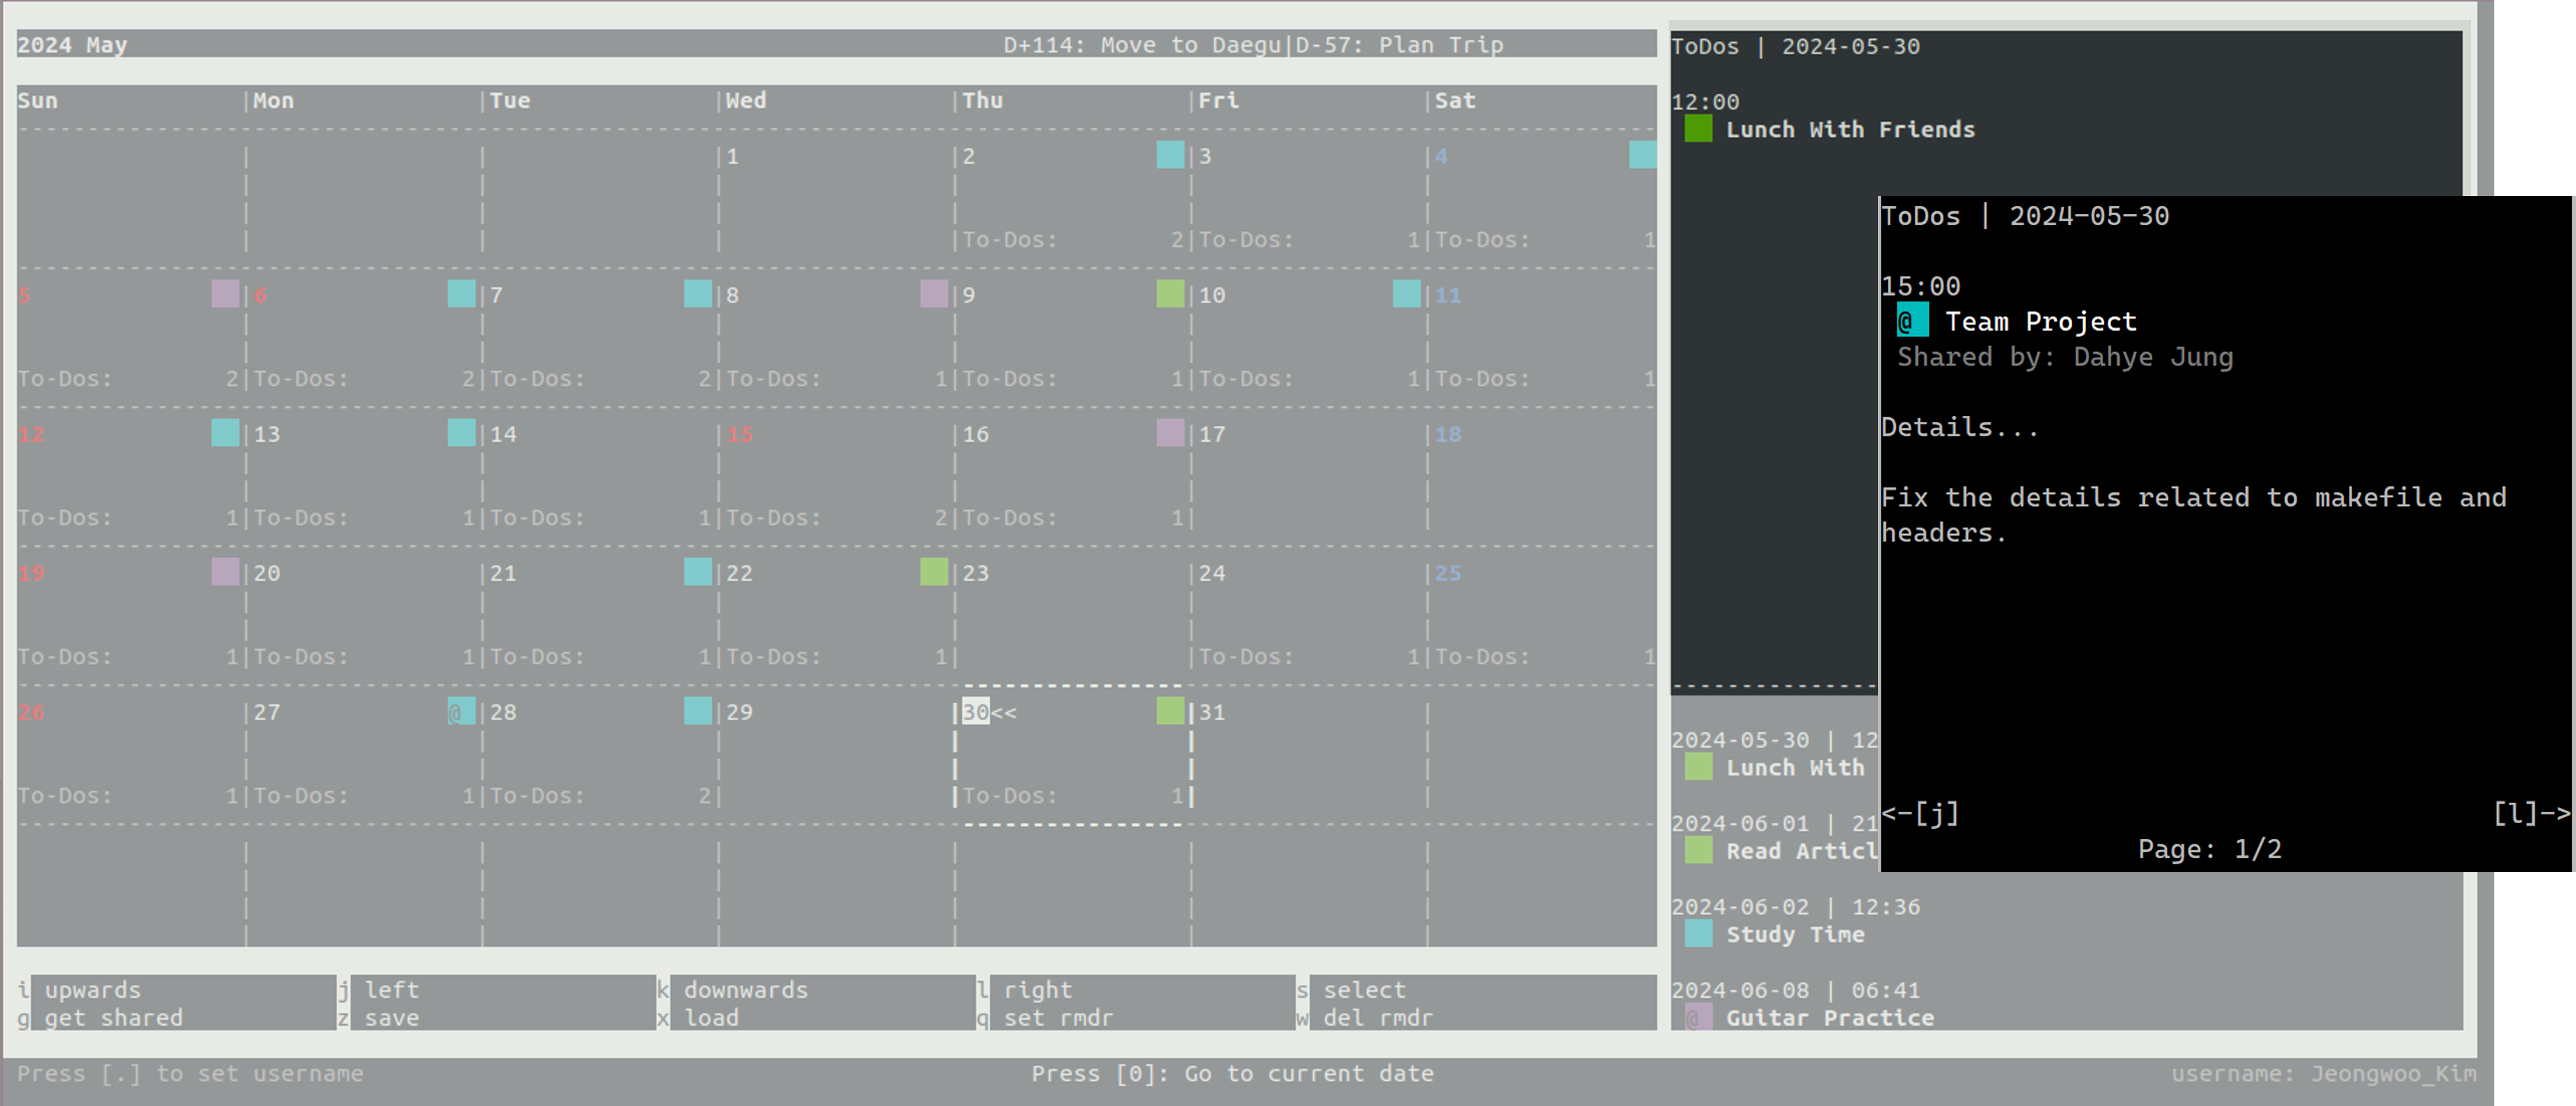 2024 May D+114: Move to Daegu|D-57: Plan Trip
Sun |Mon |Tue |Wed |Thu |Fri |Sat
1 |2 |3 |4
To-Dos: 2|To-Dos: 1|To-Dos: 1
5 |6 |7 |8 |9 |10 |11
To-Dos: 2|To-Dos: 2|To-Dos: 2|To-Dos: 1|To-Dos: 1|To-Dos: 1|To-Dos: 1
12 |13 |14 |15 |16 |17 |18
To-Dos: 1|To-Dos: 1|To-Dos: 1|To-Dos: 2|To-Dos: 1|
19 |20 |21 |22 |23 |24 |25
To-Dos: 1|To-Dos: 1|To-Dos: 1|To-Dos: 1| |To-Dos: 1|To-Dos: 1
26 |27 @ |28 |29 |30<< |31
To-Dos: 1|To-Dos: 1|To-Dos: 2| |To-Dos: 1|
i upwards j left k downwards l right s select
g get shared z save x load q set rmdr w del rmdr
Press [.] to set username Press [0]: Go to current date username: Jeongwoo_Kim
ToDos | 2024-05-30
12:00
Lunch With Friends
2024-05-30 | 12
Lunch With
2024-06-01 | 21
Read Articl
2024-06-02 | 12:36
Study Time
2024-06-08 | 06:41
@ Guitar Practice
ToDos | 2024-05-30
15:00
@ Team Project
Shared by: Dahye Jung
Details...
Fix the details related to makefile and
headers.
<-[j] [l]->
Page: 1/2